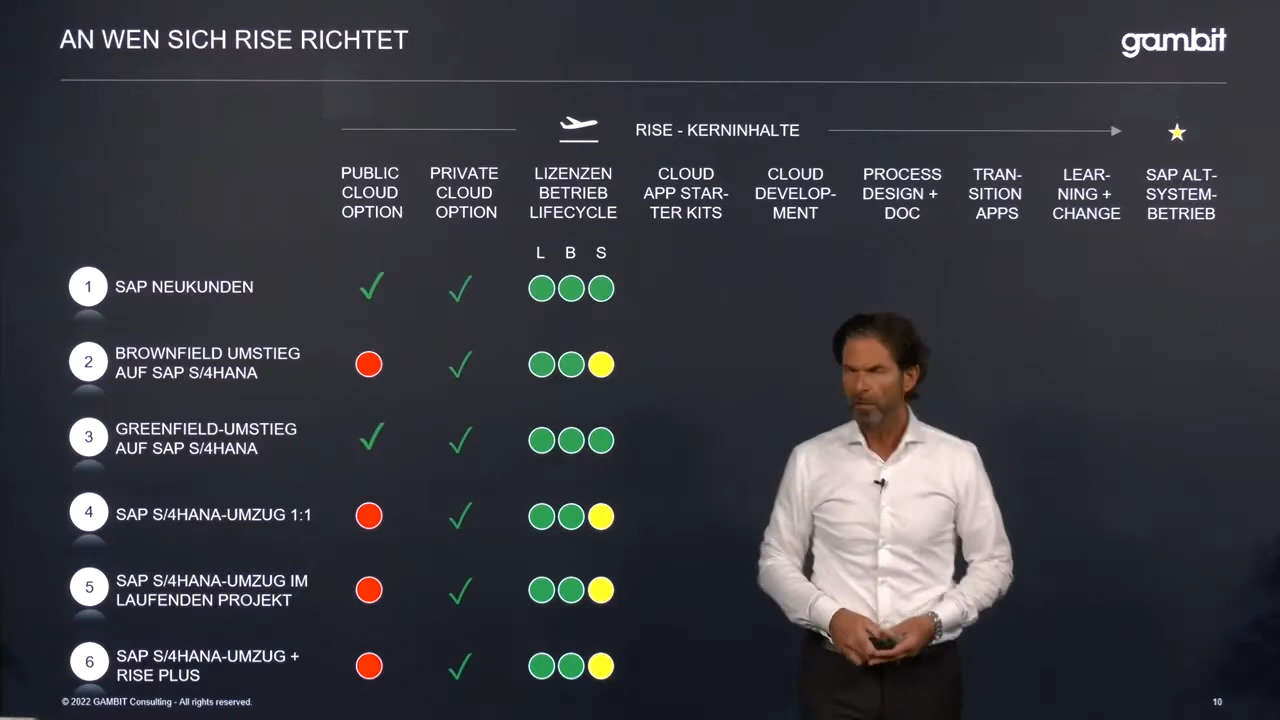 AN WEN SICH RISE RICHTET
gambit
RISE - KERNINHALTE
PUBLIC
CLOUD
OPTION
PRIVATE
CLOUD
OPTION
LIZENZEN
BETRIEB
LIFECYCLE
CLOUD
APP STAR-
TER KITS
CLOUD
DEVELOP-
MENT
PROCESS
DESIGN +
DOC
TRAN-
SITION
APPS
LEAR-
NING +
CHANGE
SAP ALT-
SYSTEM-
BETRIEB
L B S
1 SAP NEUKUNDEN
2 BROWNFIELD UMSTIEG
AUF SAP S/4HANA
3 GREENFIELD-UMSTIEG
AUF SAP S/4HANA
4 SAP S/4HANA-UMZUG 1:1
5 SAP S/4HANA-UMZUG IM
LAUFENDEN PROJEKT
6 SAP S/4HANA-UMZUG +
RISE PLUS
© 2022 GAMBIT Consulting - All rights reserved.
10